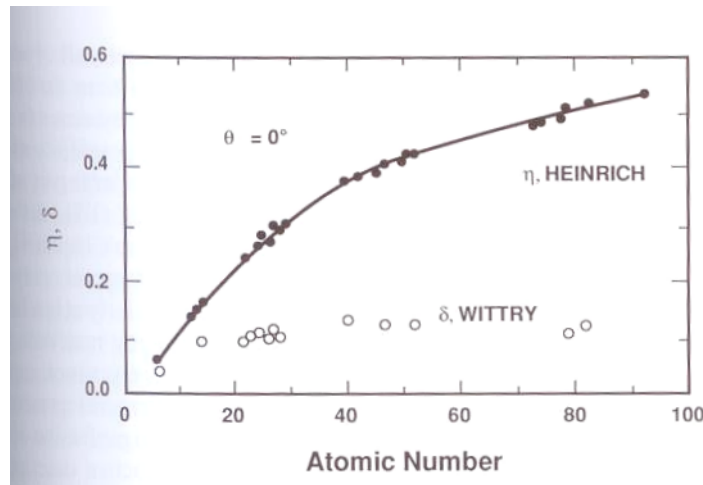 0.6
θ = 0°
0.4
η, HEINRICH
η, δ
0.2
δ, WITTRY
0.0
0 20 40 60 80 100
Atomic Number